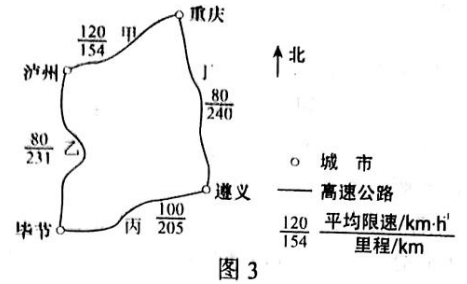 重庆
120
154
甲
泸州
北
丁
80
240
80
231
乙
城 市
遵义
高速公路
100
205
丙
毕节
120
154
平均限速/km·h¹
里程/km
图 3